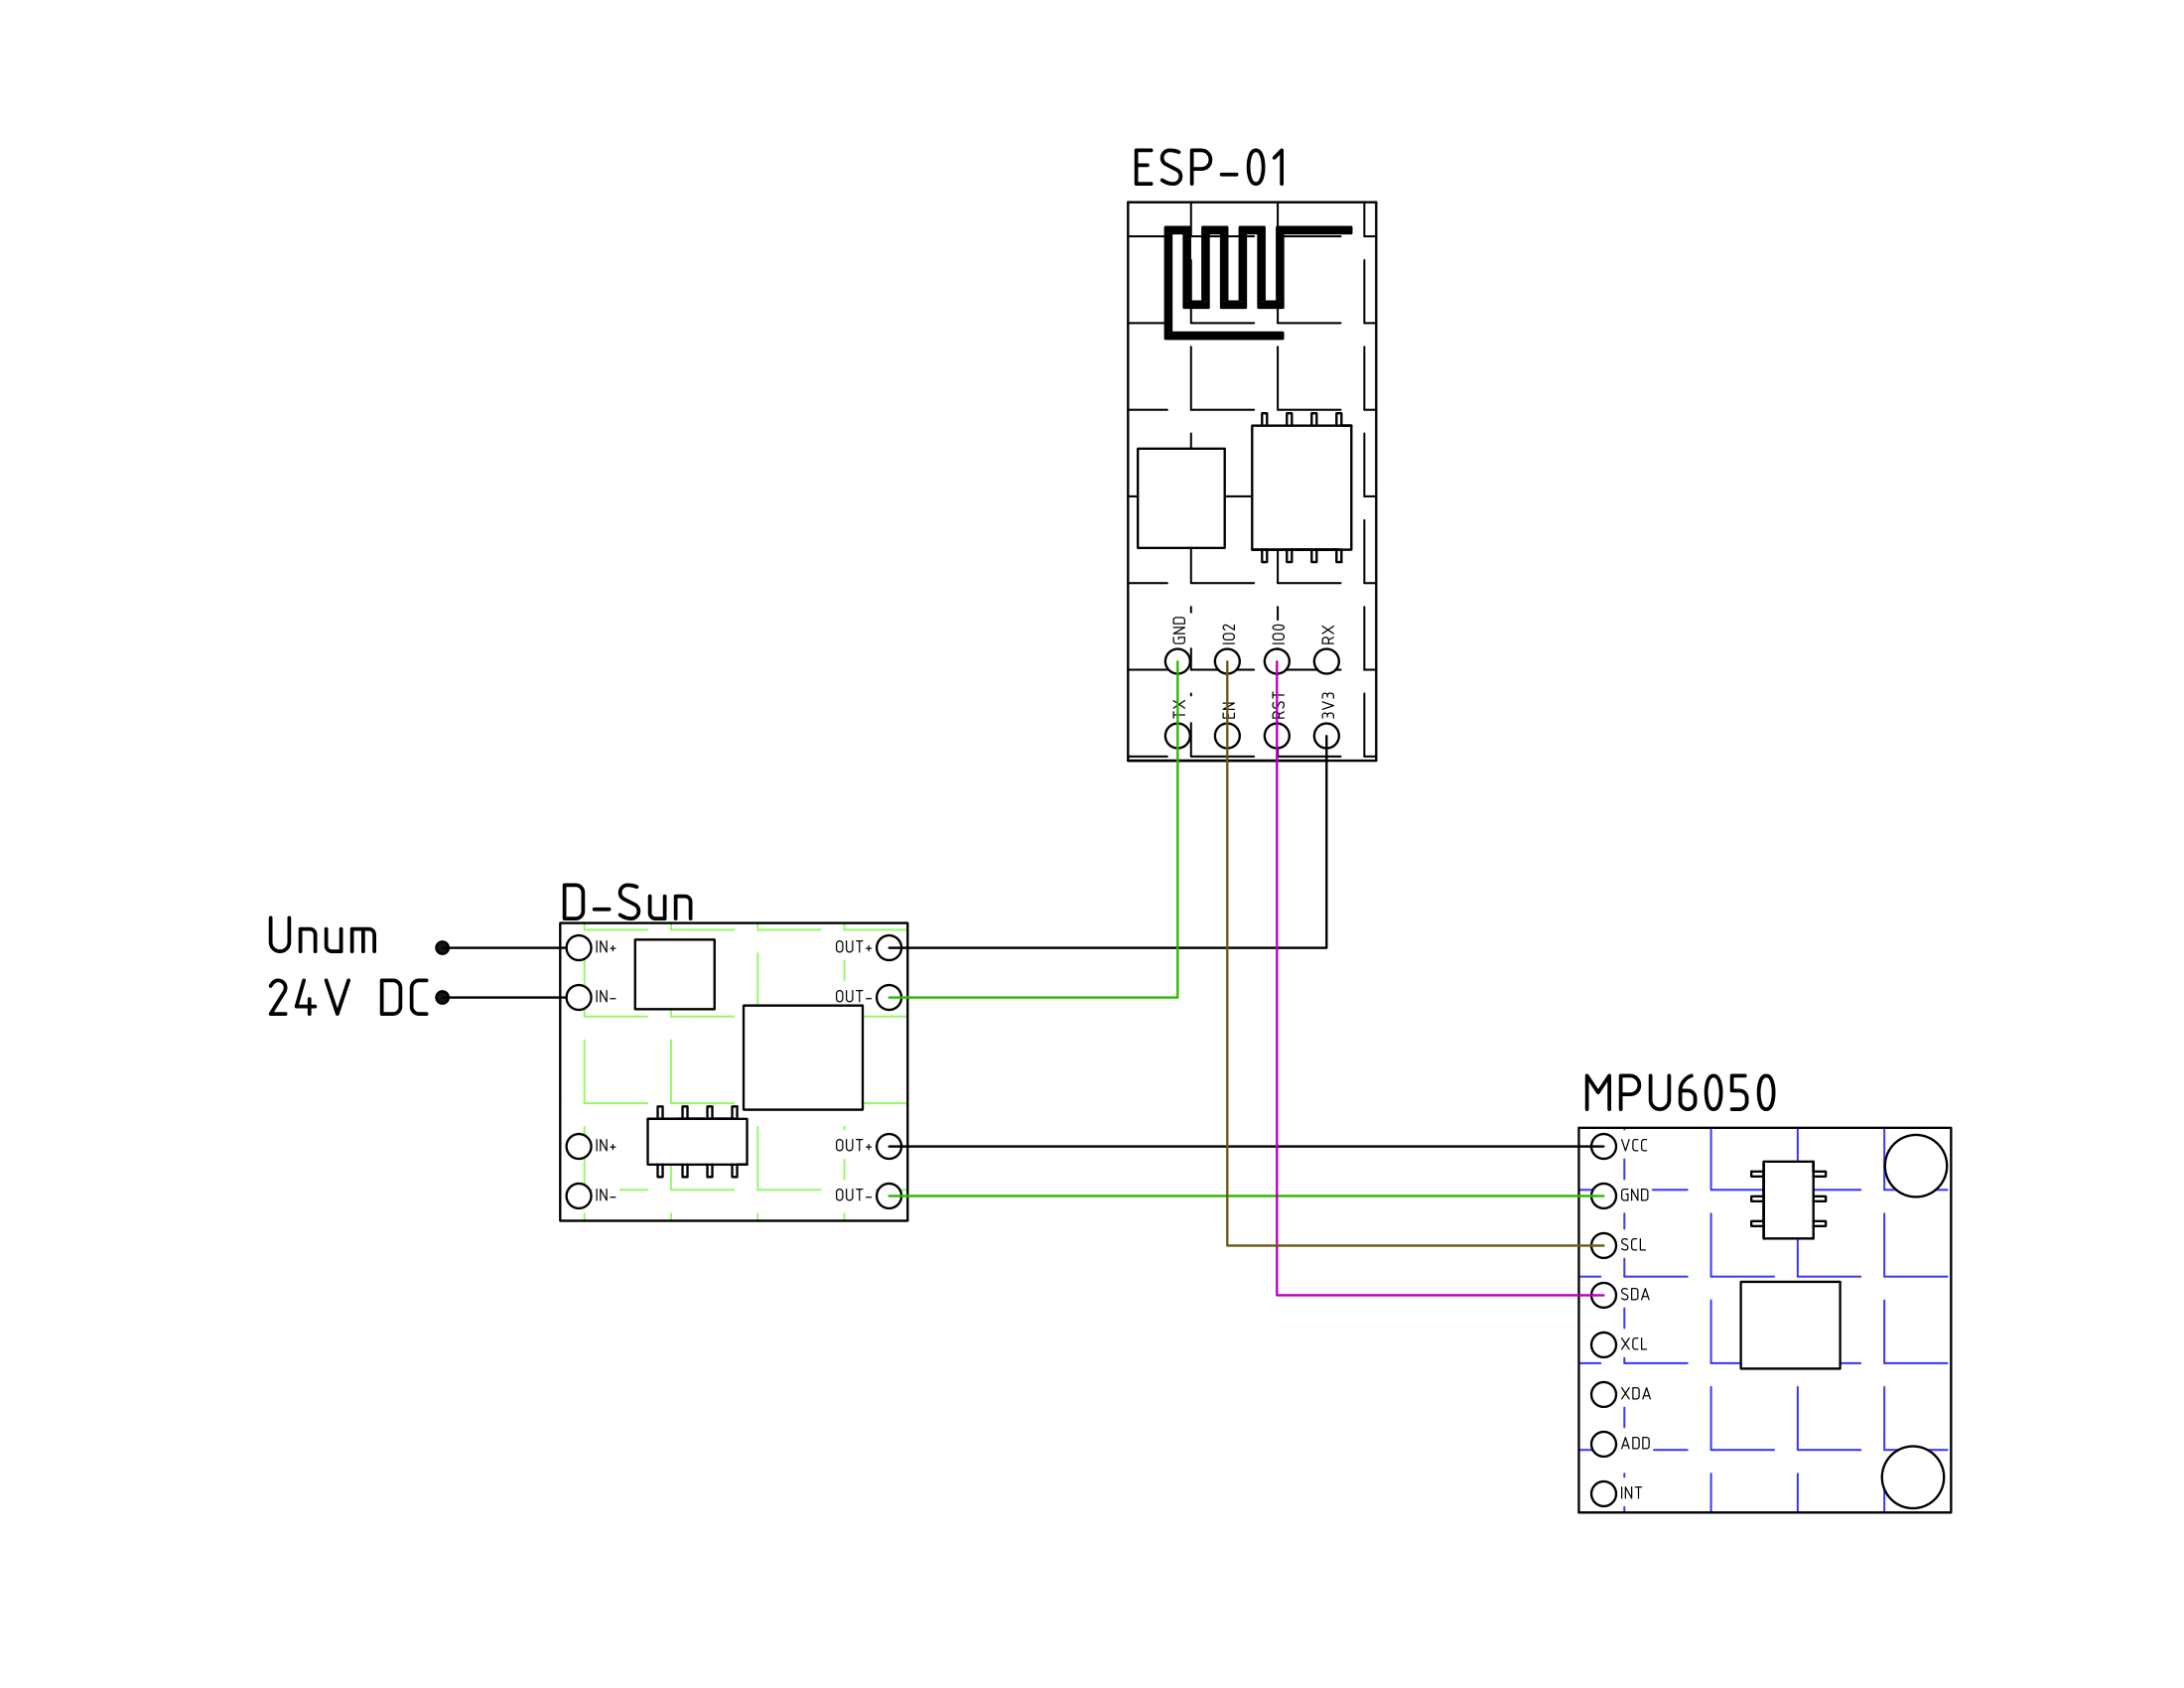 ESP-01
GND IO2 IO0 RX
TX EN RST 3V3
D-Sun
Unum
24V DC
IN+ OUT+
IN- OUT-
IN+ OUT+
IN- OUT-
MPU6050
VCC
GND
SCL
SDA
XCL
XDA
ADD
INT